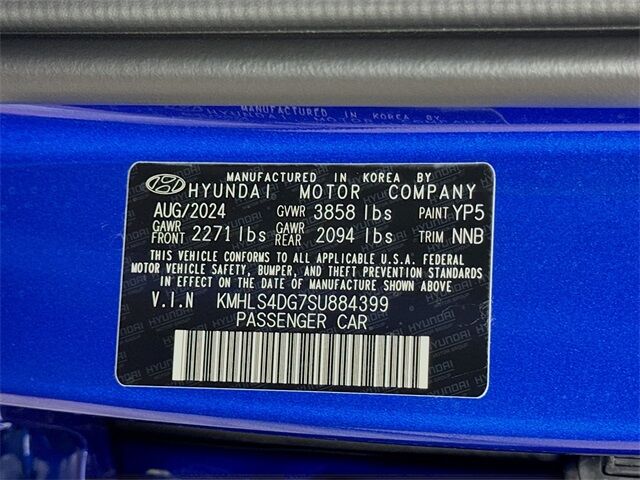 MANUFACTURED IN KOREA BY
HYUNDAI MOTOR COMPANY
AUG/2024 GVWR 3858 lbs PAINT YP5
GAWR FRONT 2271 lbs GAWR REAR 2094 lbs TRIM NNB
THIS VEHICLE CONFORMS TO ALL APPLICABLE U.S.A. FEDERAL
MOTOR VEHICLE SAFETY, BUMPER, AND THEFT PREVENTION STANDARDS
IN EFFECT ON THE DATE OF MANUFACTURE SHOWN ABOVE
V.I.N KMHLS4DG7SU884399
PASSENGER CAR